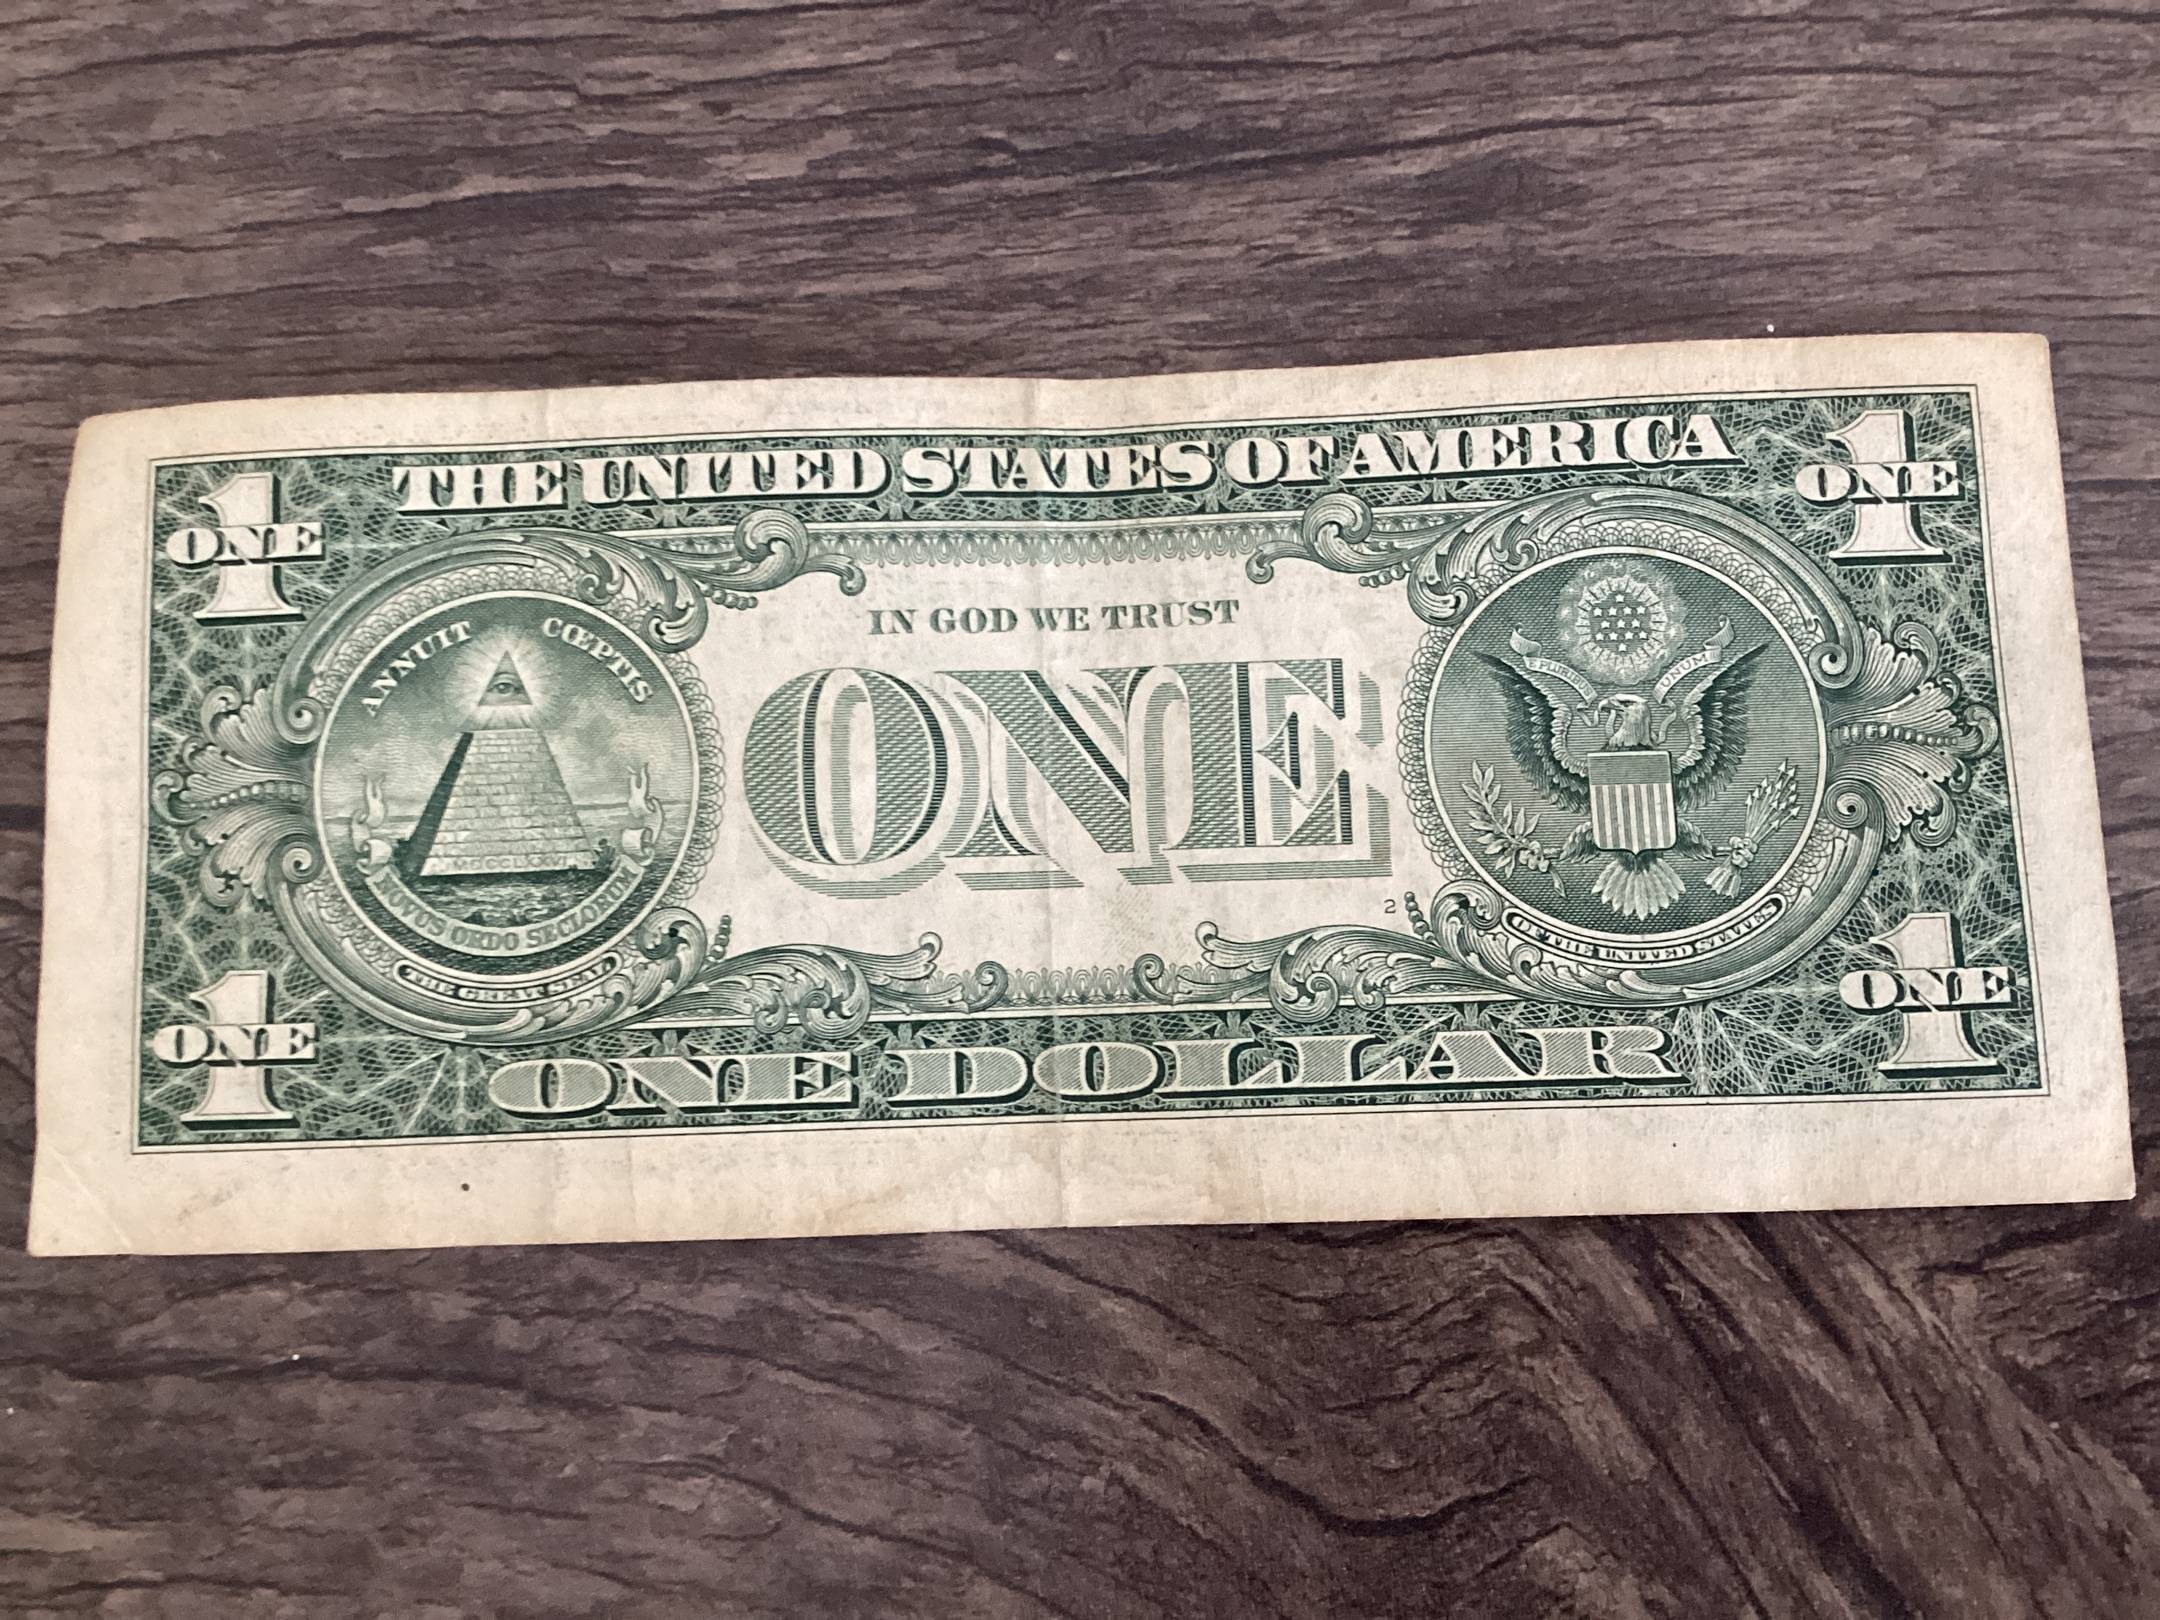 THE UNITED STATES OF AMERICA
1
ONE
1
ONE
ANNUIT CŒPTIS
IN GOD WE TRUST
E PLURIBUS UNUM
ONE
MDCCLXXVI
NOVUS ORDO SECLORUM
THE GREAT SEAL
2
OF THE UNITED STATES
1
ONE
ONE DOLLAR
1
ONE